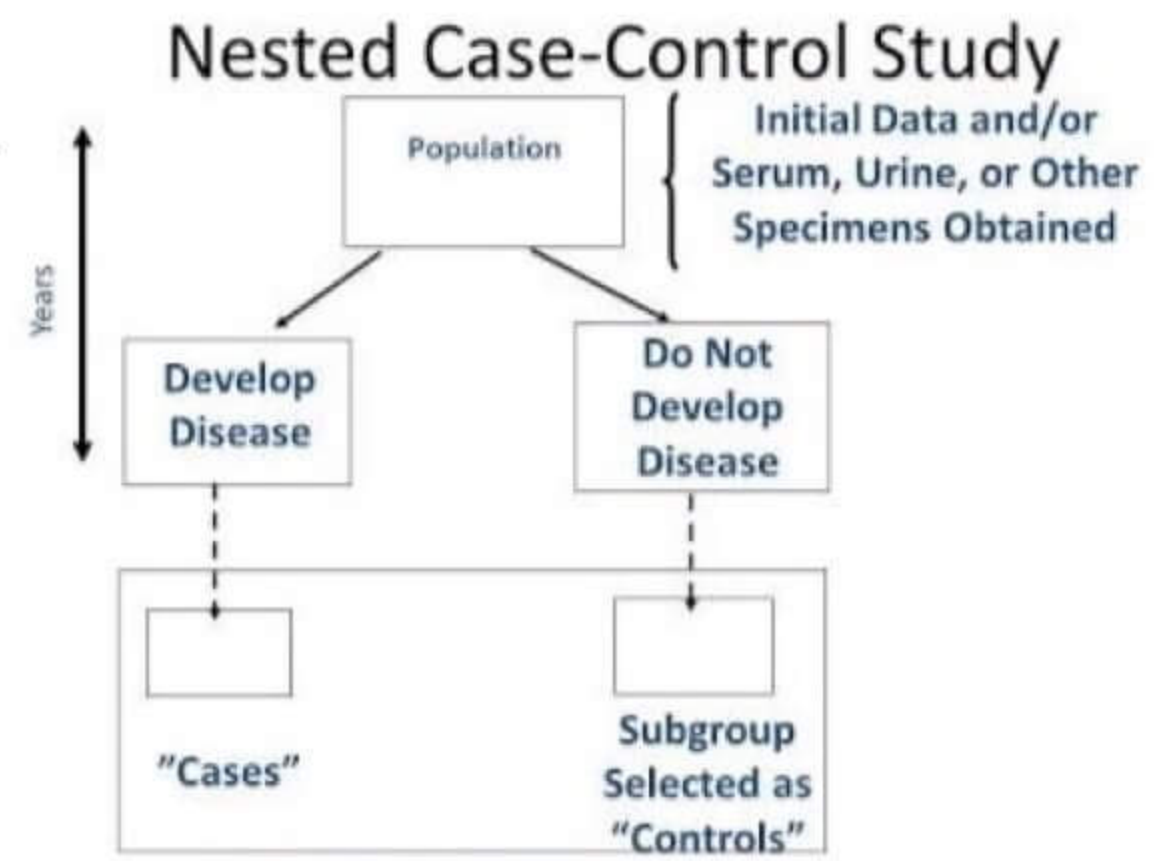 Nested Case-Control Study
Population
Initial Data and/or
Serum, Urine, or Other
Specimens Obtained
Years
Develop
Disease
Do Not
Develop
Disease
”Cases”
Subgroup
Selected as
“Controls”